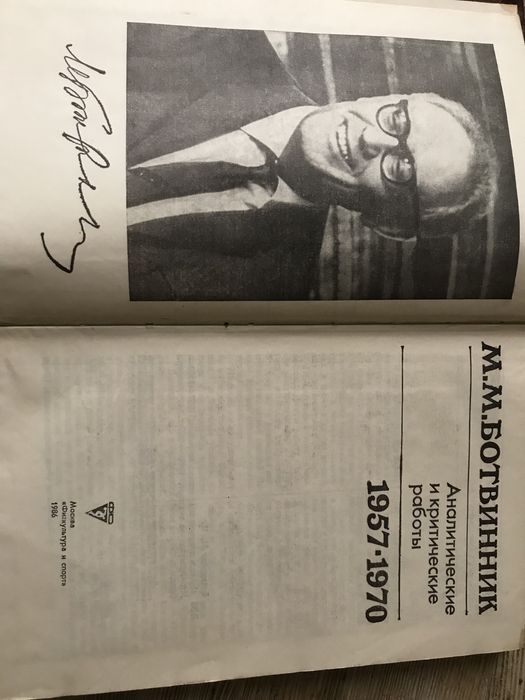 М.М.БОТВИННИК
Аналитические
и критические
работы
1957-1970
Москва
«Физкультура и спорт»
1986